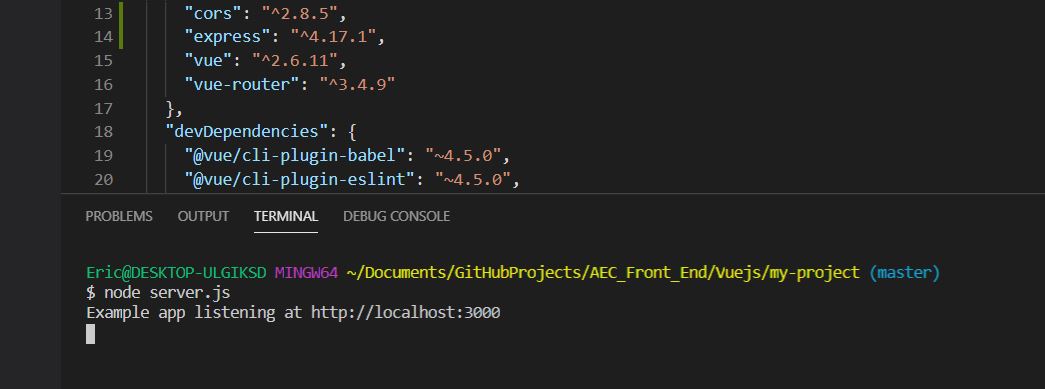 13 "cors": "^2.8.5",
14 "express": "^4.17.1",
15 "vue": "^2.6.11",
16 "vue-router": "^3.4.9"
17 },
18 "devDependencies": {
19 "@vue/cli-plugin-babel": "~4.5.0",
20 "@vue/cli-plugin-eslint": "~4.5.0",
PROBLEMS OUTPUT TERMINAL DEBUG CONSOLE
Eric@DESKTOP-ULGIKSD MINGW64 ~/Documents/GitHubProjects/AEC_Front_End/Vuejs/my-project (master)
$ node server.js
Example app listening at http://localhost:3000